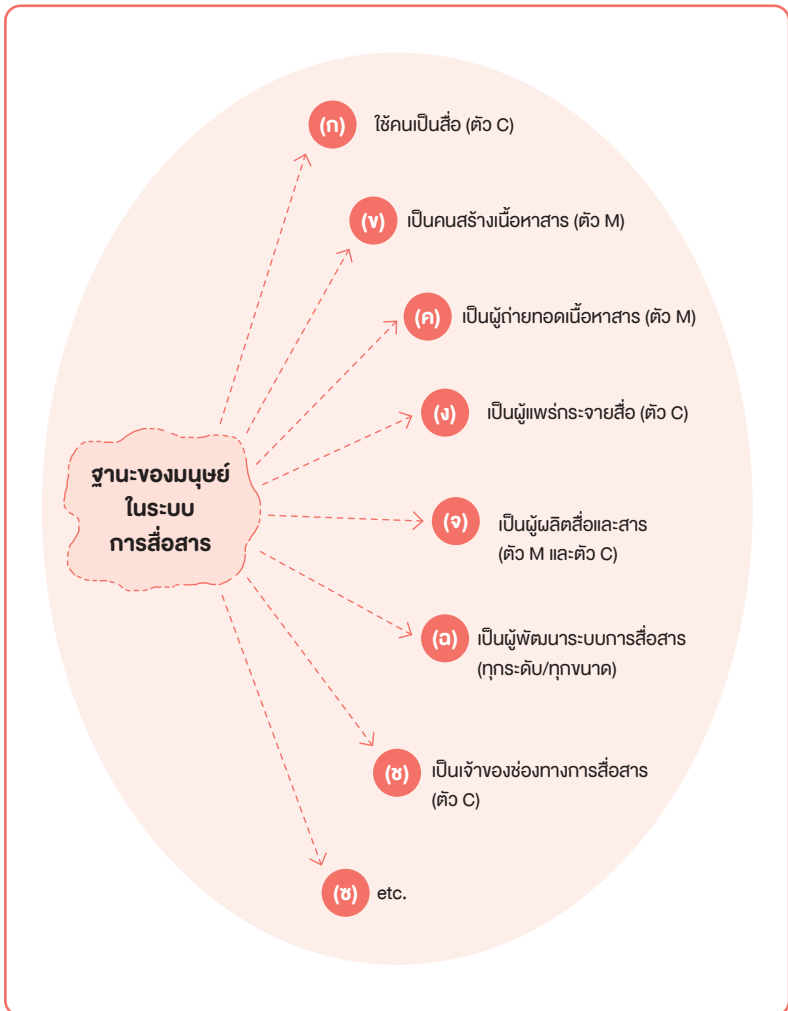 (ก) ใช้คนเป็นสื่อ (ตัว C)
(ข) เป็นคนสร้างเนื้อหาสาร (ตัว M)
(ค) เป็นผู้ถ่ายทอดเนื้อหาสาร (ตัว M)
(ง) เป็นผู้แพร่กระจายสื่อ (ตัว C)
ฐานะของมนุษย์
ในระบบ
การสื่อสาร
(จ) เป็นผู้ผลิตสื่อและสาร
(ตัว M และตัว C)
(ฉ) เป็นผู้พัฒนาระบบการสื่อสาร
(ทุกระดับ/ทุกขนาด)
(ช) เป็นเจ้าของช่องทางการสื่อสาร
(ตัว C)
(ซ) etc.